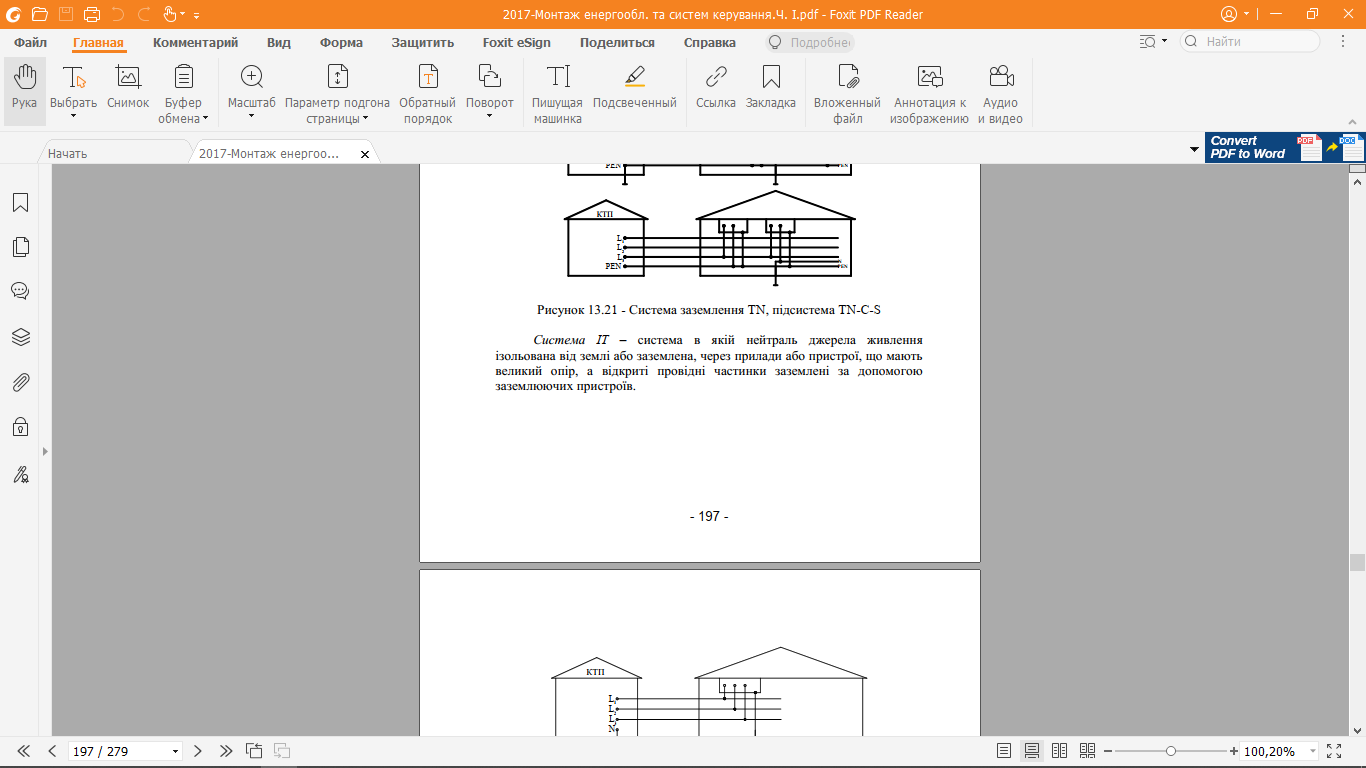 2017-Монтаж енергообл. та систем керування.Ч. I.pdf - Foxit PDF Reader
Файл Главная Комментарий Вид Форма Защитить Foxit eSign Поделиться Справка Подробнее Найти
Рука Выбрать Снимок Буфер обмена Масштаб Параметр подгона страницы Обратный порядок Поворот Пишущая машинка Подсвеченный Ссылка Закладка Вложенный файл Аннотация к изображению Аудио и видео
Начать 2017-Монтаж енергоо... Convert PDF to Word PDF DOC
PEN PEN
КТП
L
L
L
PEN PEN
Рисунок 13.21 - Система заземлення TN, підсистема TN-C-S
Система IT – система в якій нейтраль джерела живлення
ізольована від землі або заземлена, через прилади або пристрої, що мають
великий опір, а відкриті провідні частинки заземлені за допомогою
заземлюючих пристроїв.
- 197 -
КТП
L
L
L
N
197 / 279 100,20%